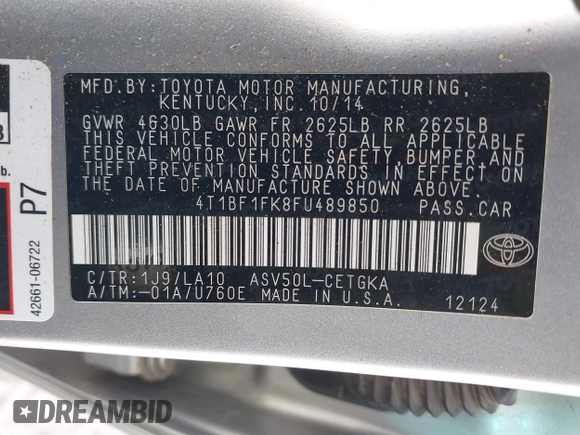 MFD.BY: TOYOTA MOTOR MANUFACTURING,
KENTUCKY, INC. 10/14
GVWR 4630LB GAWR FR 2625LB RR 2625LB
THIS VEHICLE CONFORMS TO ALL APPLICABLE
FEDERAL MOTOR VEHICLE SAFETY, BUMPER, AND
THEFT PREVENTION STANDARDS IN EFFECT ON
THE DATE OF MANUFACTURE SHOWN ABOVE.
4T1BF1FK8FU489850 PASS.CAR
C/TR:1J9/LA10 ASV50L-CETGKA
A/TM:-01A/U760E MADE IN U.S.A.
12124
TOYOTA
P7
42661-06722
b.
DREAMBID